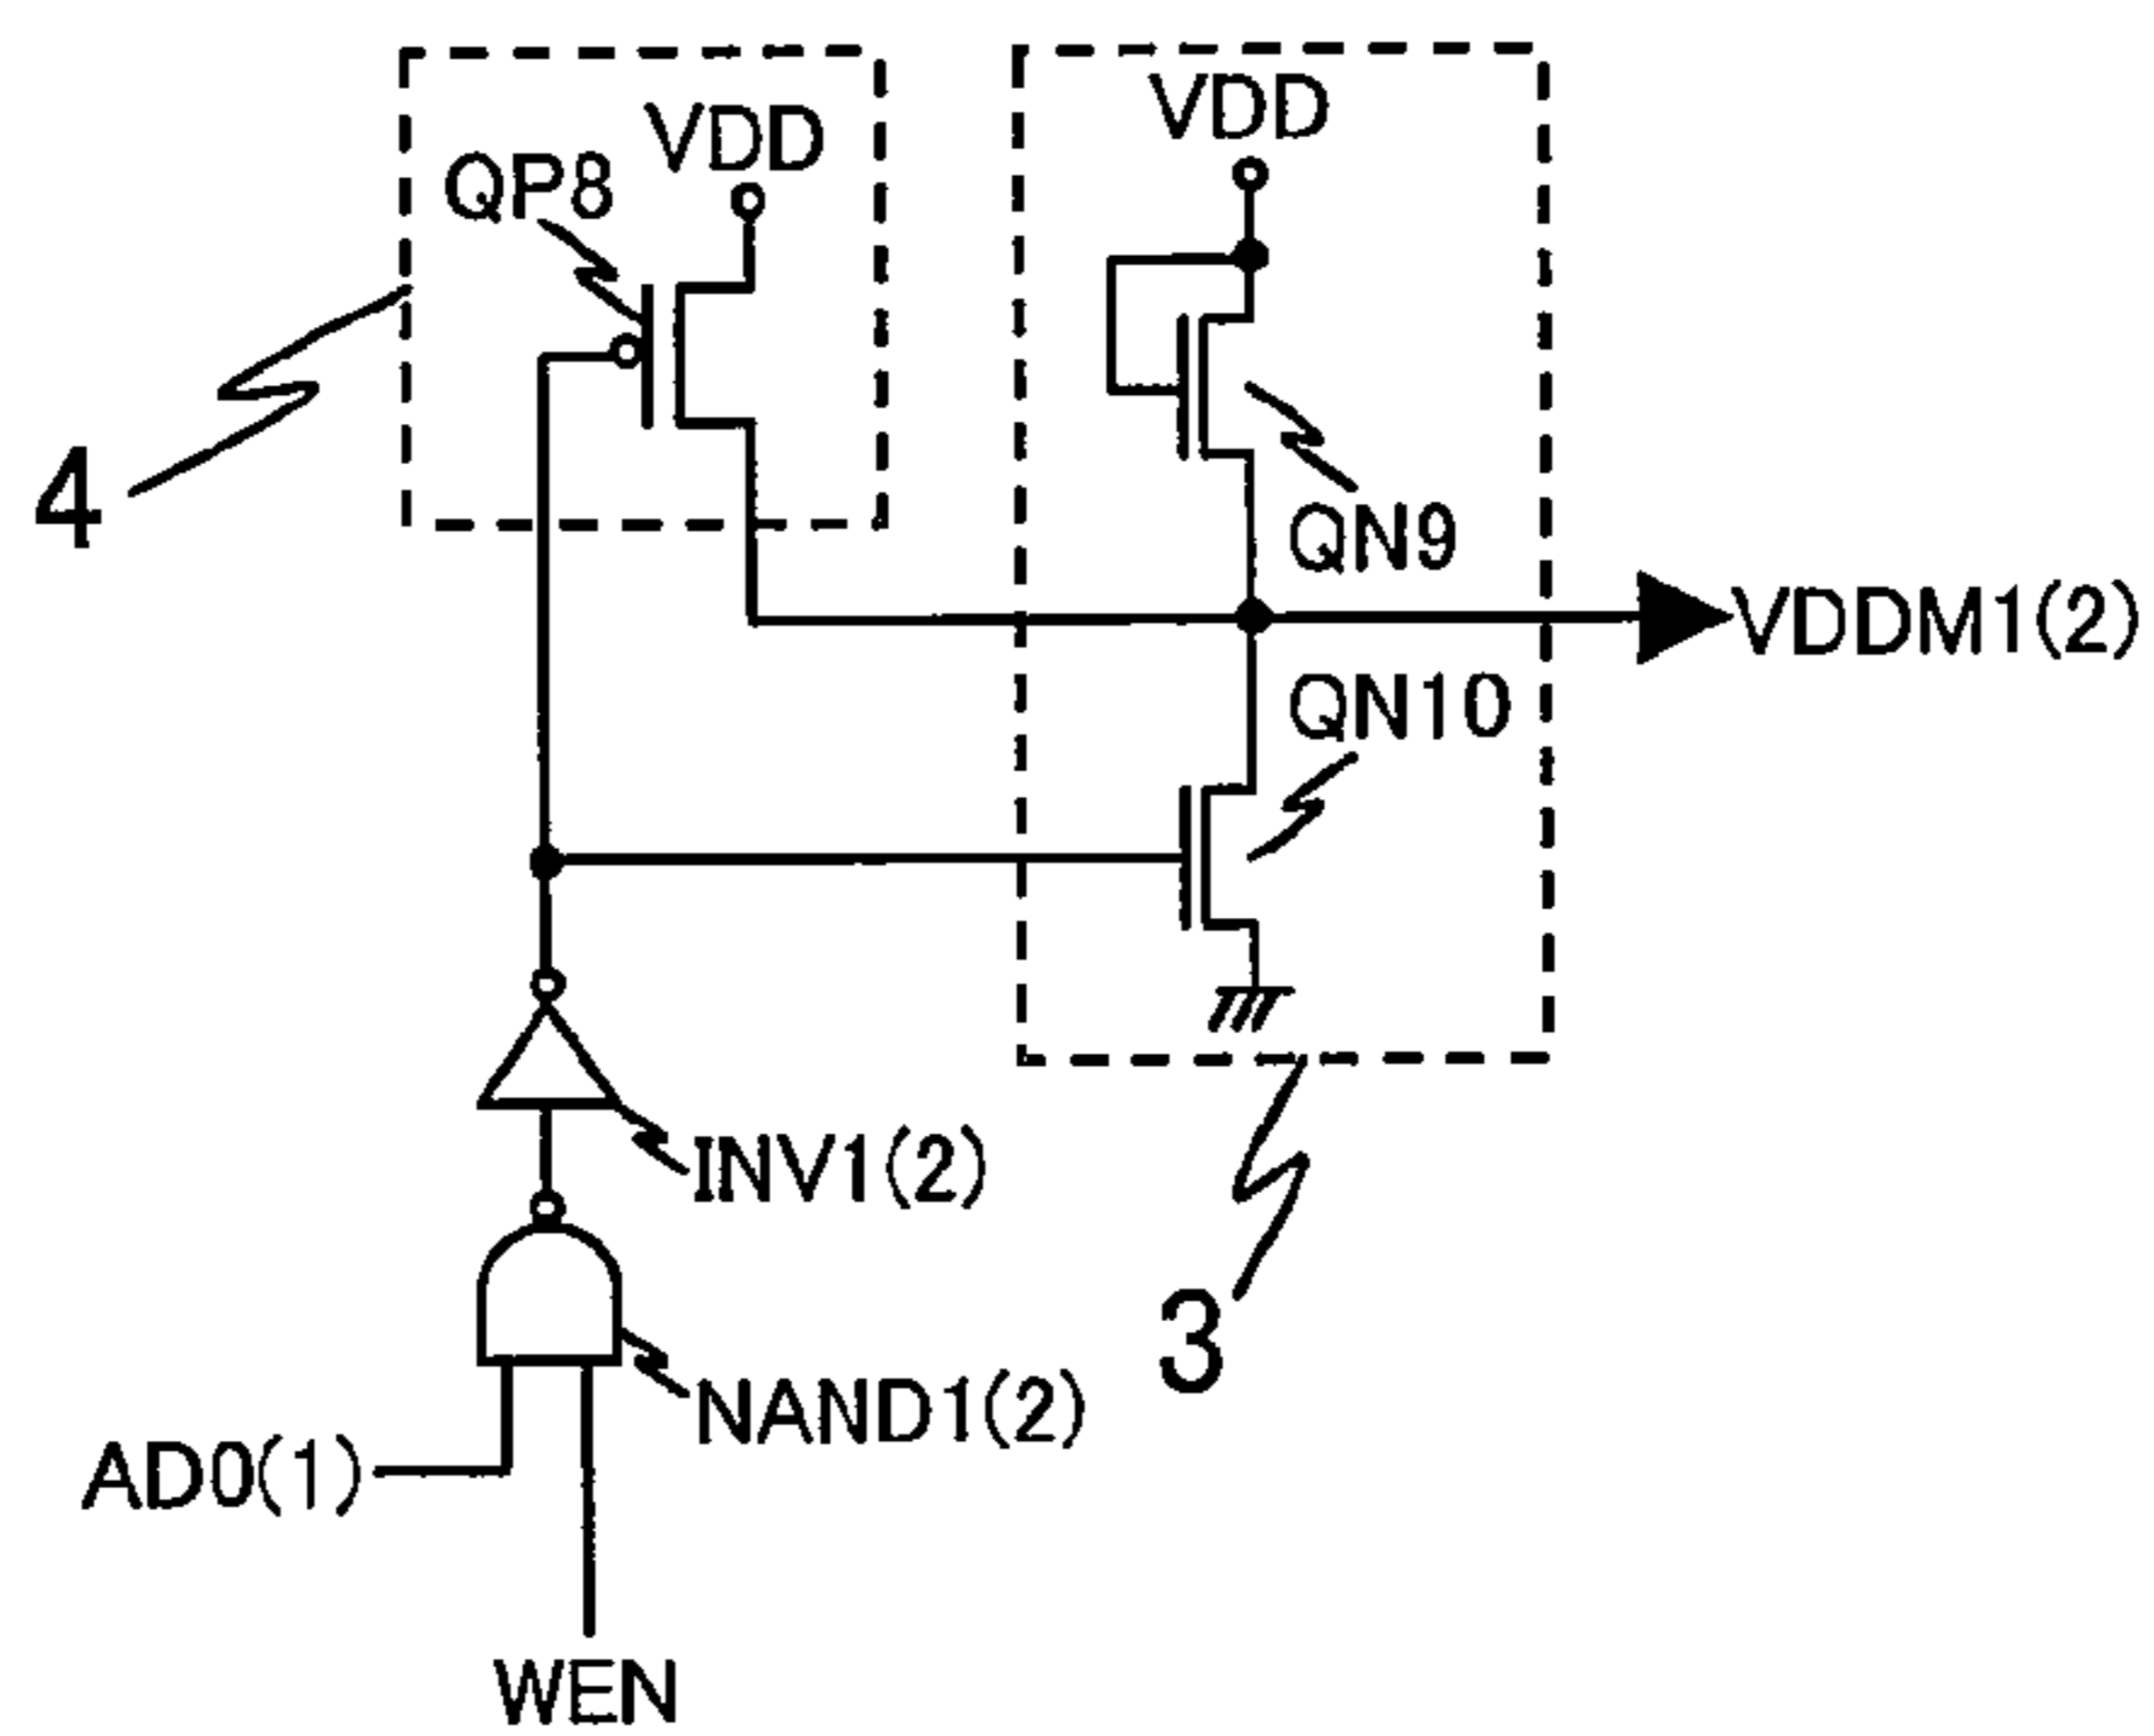 VDD
VDD
QP8
4
QN9
VDDM1(2)
QN10
INV1(2)
3
NAND1(2)
AD0(1)
WEN